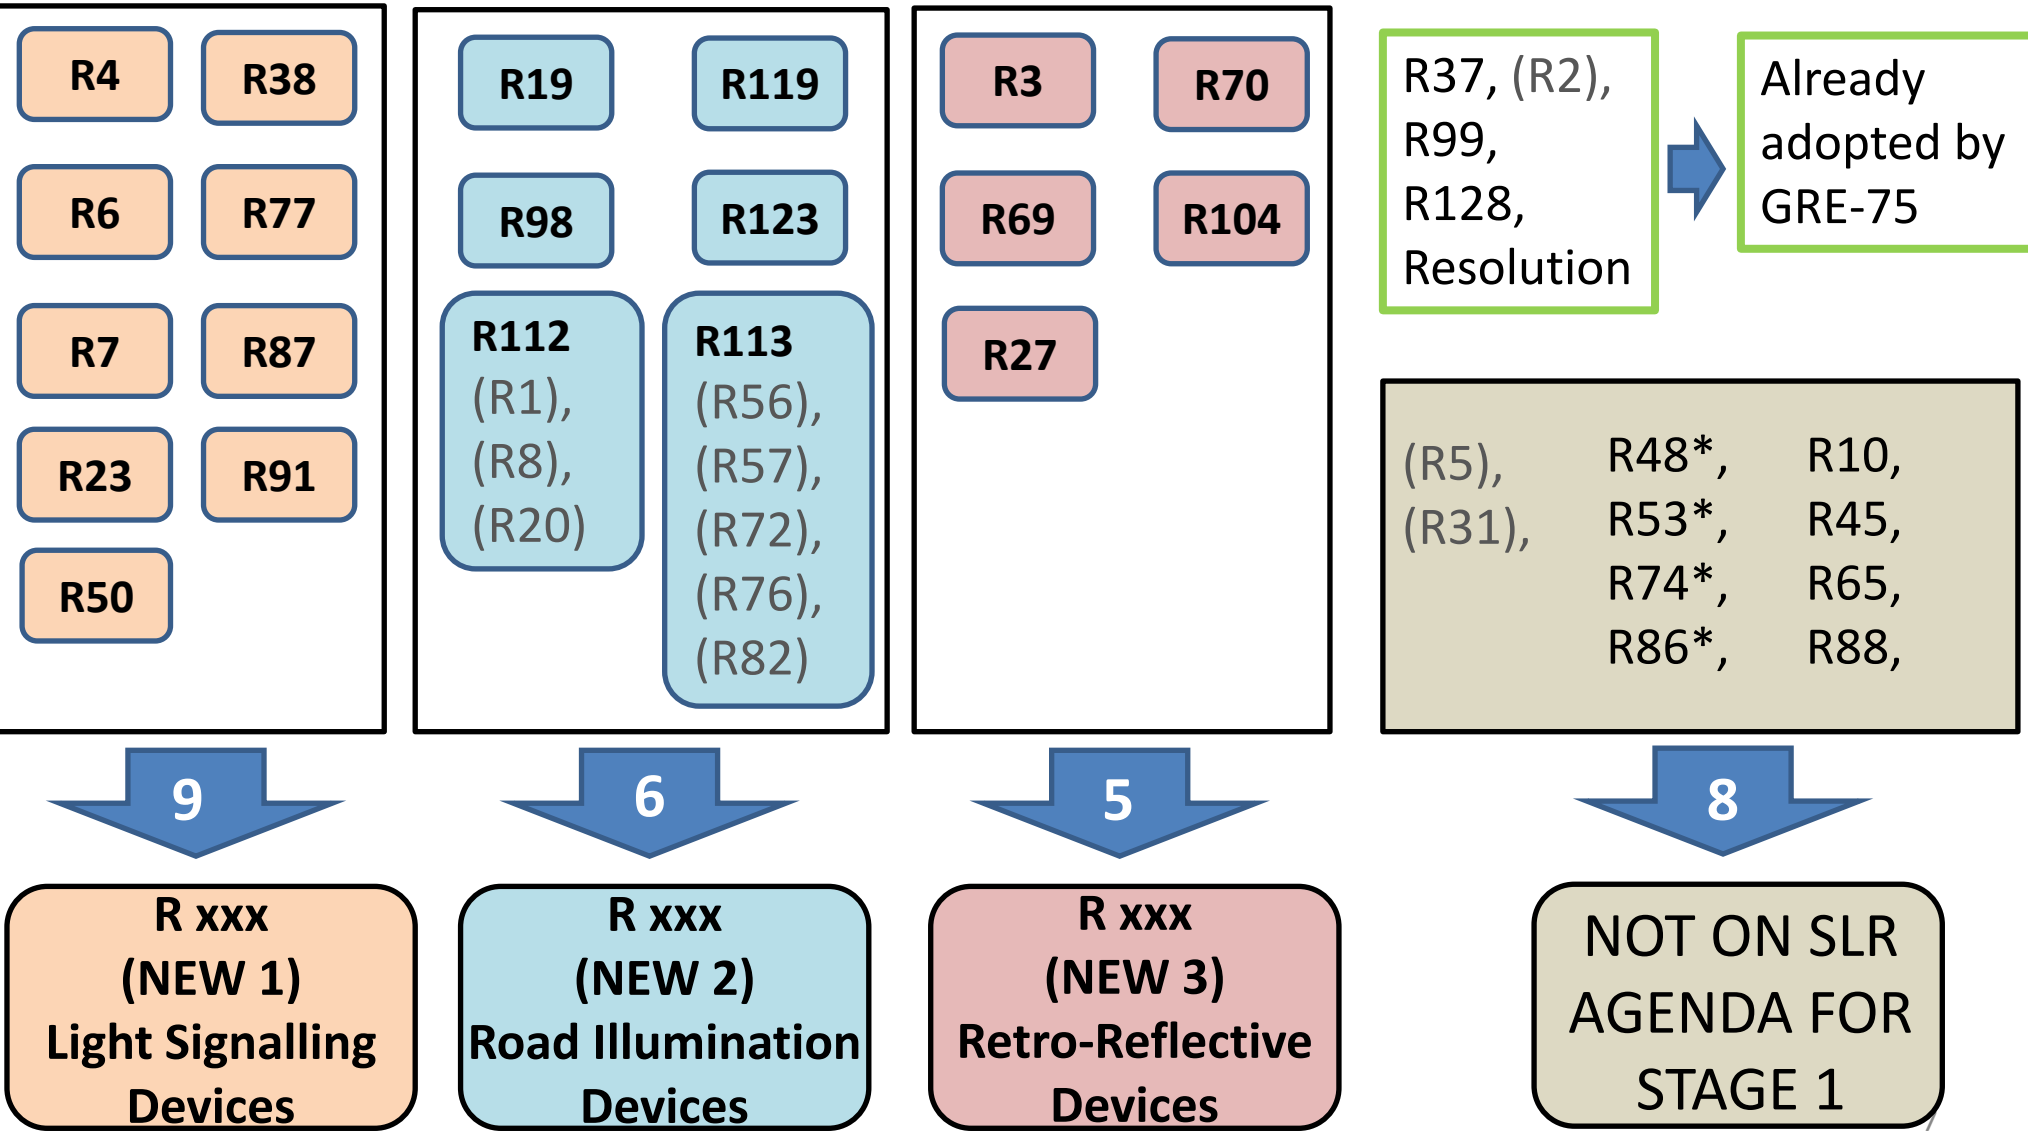 R4
R38
R6
R77
R7
R87
R23
R91
R50
9
R xxx
(NEW 1)
Light Signalling
Devices
R19
R119
R98
R123
R112
(R1),
(R8),
(R20)
R113
(R56),
(R57),
(R72),
(R76),
(R82)
6
R xxx
(NEW 2)
Road Illumination
Devices
R3
R70
R69
R104
R27
5
R xxx
(NEW 3)
Retro-Reflective
Devices
R37, (R2),
R99,
R128,
Resolution
Already
adopted by
GRE-75
(R5),
(R31),
R48*,
R53*,
R74*,
R86*,
R10,
R45,
R65,
R88,
8
NOT ON SLR
AGENDA FOR
STAGE 1